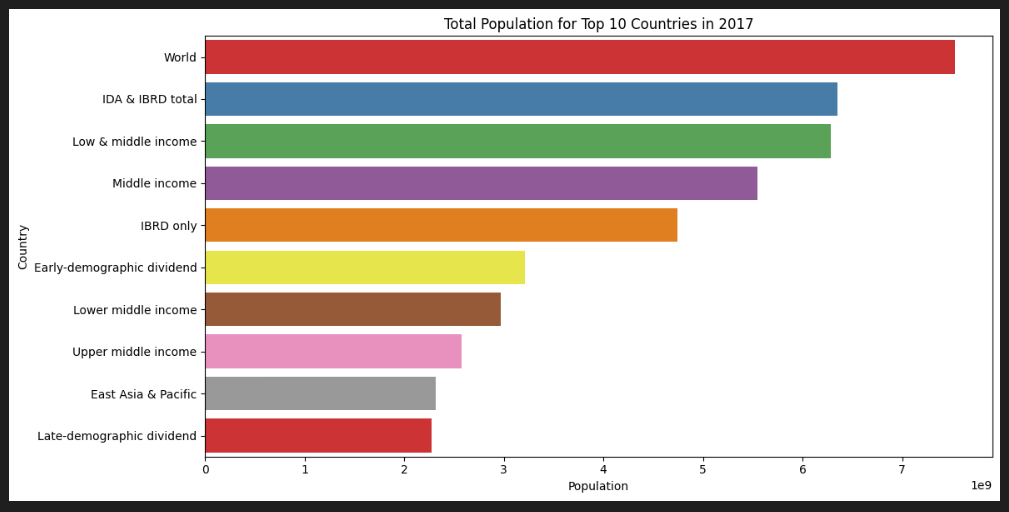 Total Population for Top 10 Countries in 2017
World
IDA & IBRD total
Low & middle income
Middle income
IBRD only
Early-demographic dividend
Lower middle income
Upper middle income
East Asia & Pacific
Late-demographic dividend
Country
0 1 2 3 4 5 6 7
1e9
Population